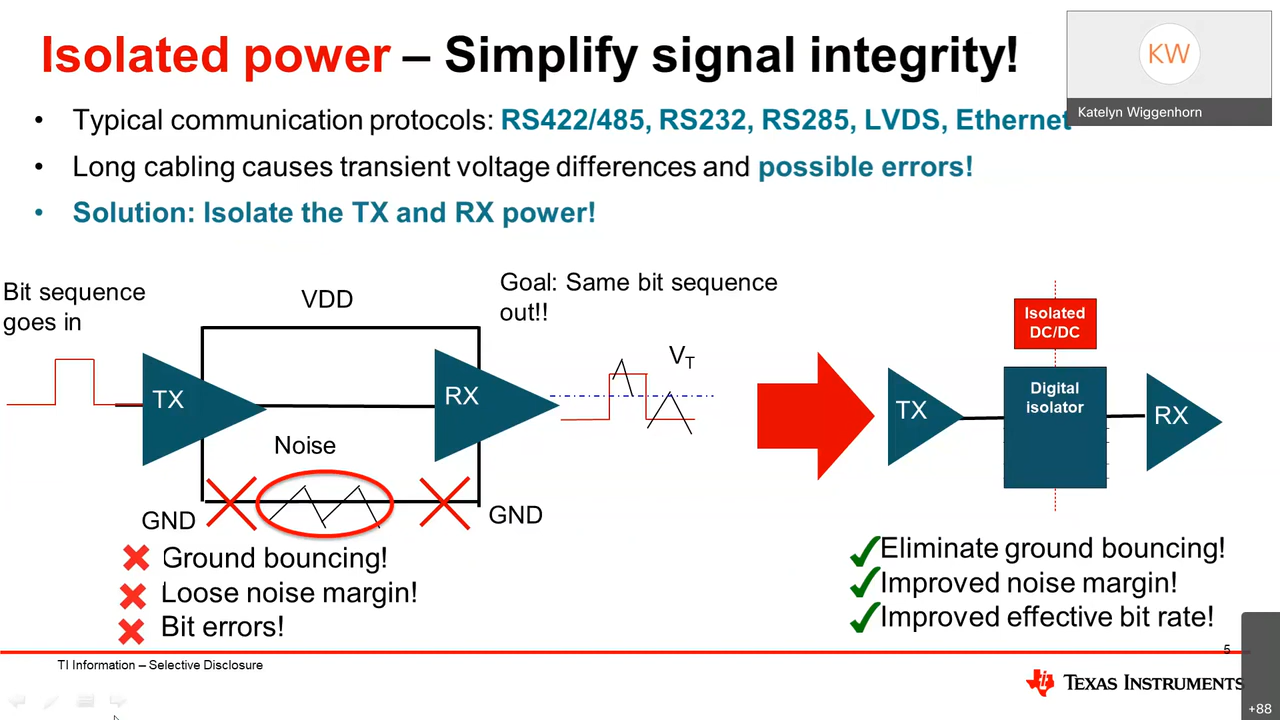 Isolated power – Simplify signal integrity!
KW
Katelyn Wiggenhorn
• Typical communication protocols: RS422/485, RS232, RS285, LVDS, Ethernet
• Long cabling causes transient voltage differences and possible errors!
• Solution: Isolate the TX and RX power!
Bit sequence
goes in
VDD
Goal: Same bit sequence
out!!
VT
TX
RX
Noise
GND
GND
Isolated
DC/DC
Digital
isolator
TX
RX
Ground bouncing!
Loose noise margin!
Bit errors!
Eliminate ground bouncing!
Improved noise margin!
Improved effective bit rate!
5
TI Information – Selective Disclosure
TEXAS INSTRUMENTS
+88